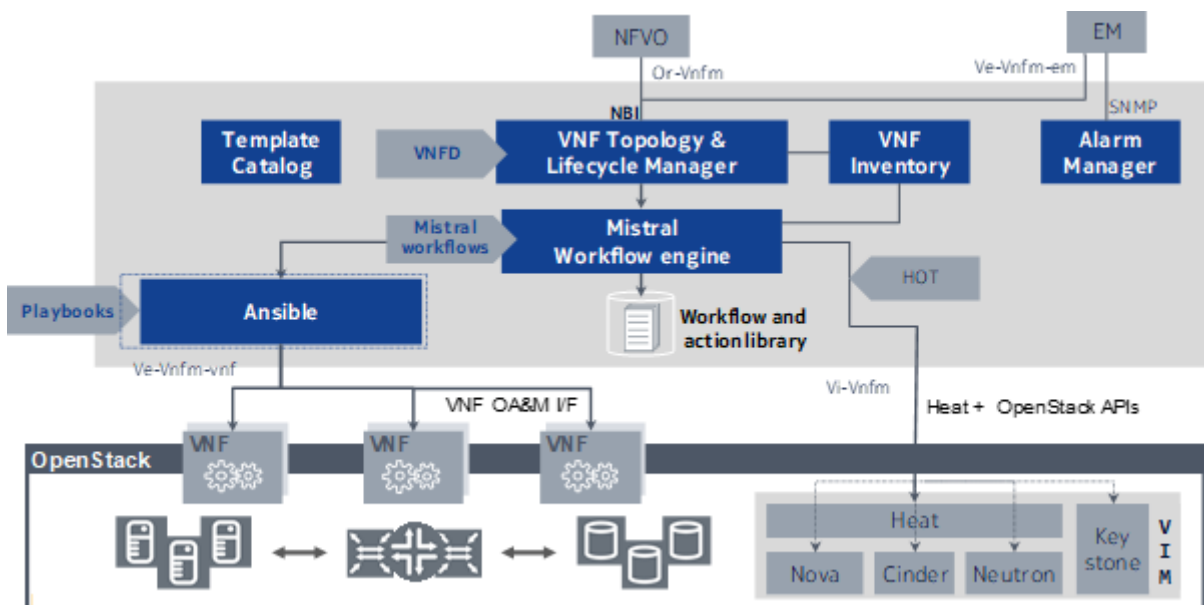 NFVO
EM
Or-Vnfm
Ve-Vnfm-em
NBI
SNMP
Template
Catalog
VNFD
VNF Topology &
Lifecycle Manager
VNF
Inventory
Alarm
Manager
Mistral
workflows
Mistral
Workflow engine
HOT
Playbooks
Ansible
Workflow and
action library
Ve-Vnfm-vnf
VNF OA&M I/F
Vi-Vnfm
Heat + OpenStack APIs
OpenStack
VNF
VNF
VNF
Heat
Key
stone
Nova
Cinder
Neutron
V
I
M